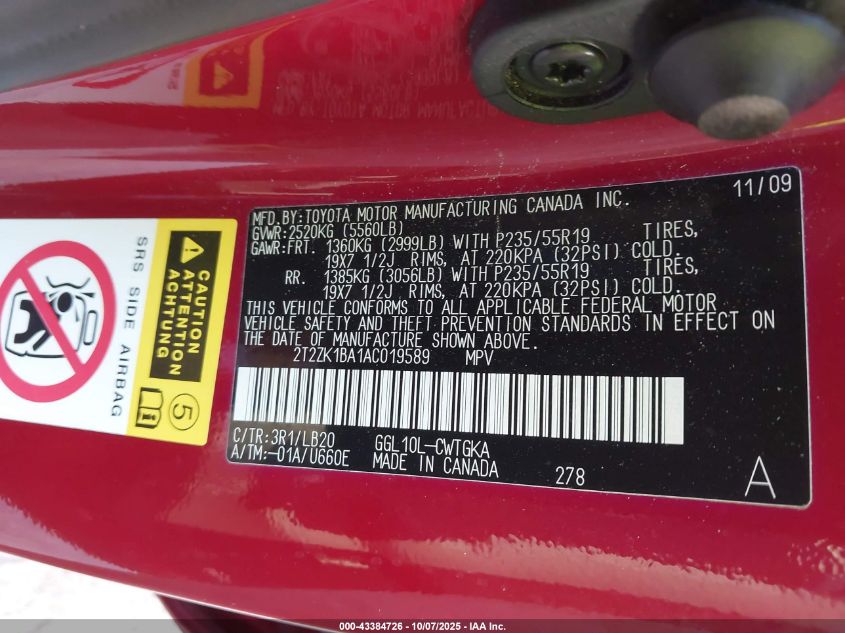 11/09
MFD.BY:TOYOTA MOTOR MANUFACTURING CANADA INC.
GVWR:2520KG (5560LB)
GAWR:FRT. 1360KG (2999LB) WITH P235/55R19 TIRES,
19X7 1/2J RIMS, AT 220KPA (32PSI) COLD.
RR. 1385KG (3056LB) WITH P235/55R19 TIRES,
19X7 1/2J RIMS, AT 220KPA (32PSI) COLD.
THIS VEHICLE CONFORMS TO ALL APPLICABLE FEDERAL MOTOR
VEHICLE SAFETY AND THEFT PREVENTION STANDARDS IN EFFECT ON
THE DATE OF MANUFACTURE SHOWN ABOVE.
2T2ZK1BA1AC019589 MPV
C/TR:3R1/LB20 GGL10L-CWTGKA
A/TM:-01A/U660E MADE IN CANADA 278 A
SRS SIDE AIRBAG
CAUTION
ATTENTION
ACHTUNG
5
000-43384726 - 10/07/2025 - IAA Inc.